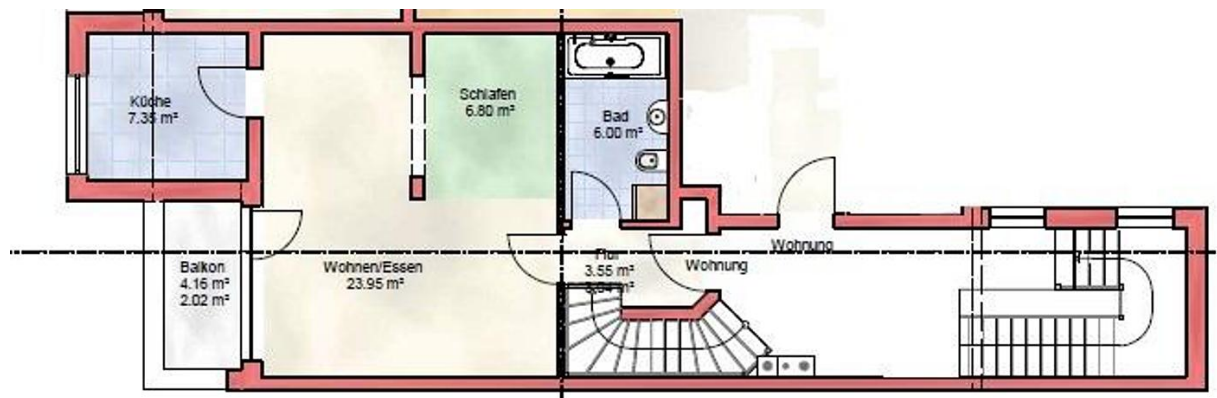 Küche
7.35 m²
Schlafen
6.80 m²
Bad
6.00 m²
Balkon
4.16 m²
2.02 m²
Wohnen/Essen
23.95 m²
Flur
3.55 m²
Wohnung
Wohnung